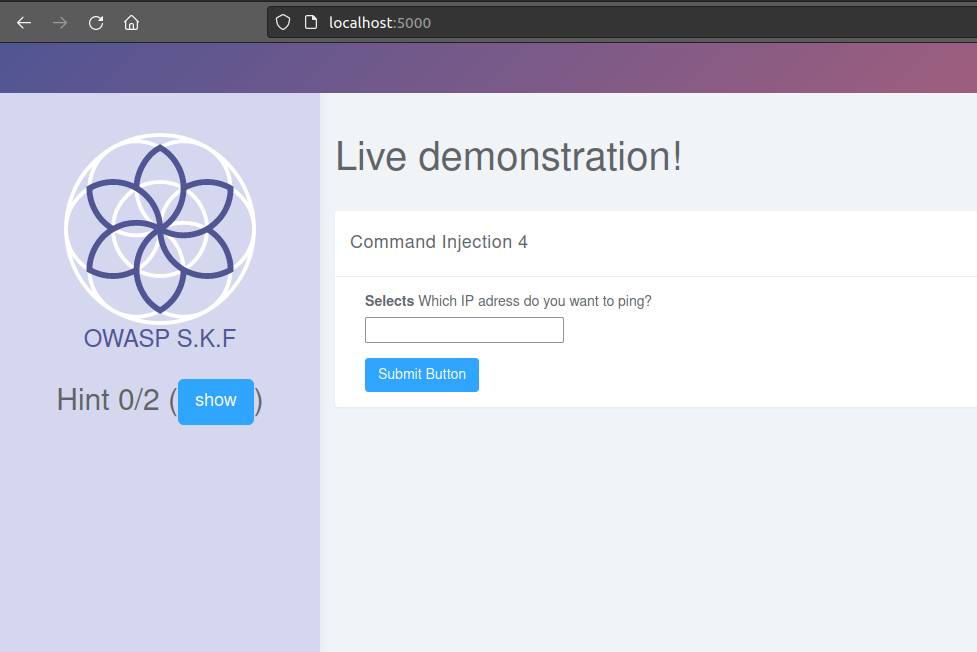 localhost:5000
OWASP S.K.F
Hint 0/2 (show)
Live demonstration!
Command Injection 4
Selects Which IP adress do you want to ping?
Submit Button